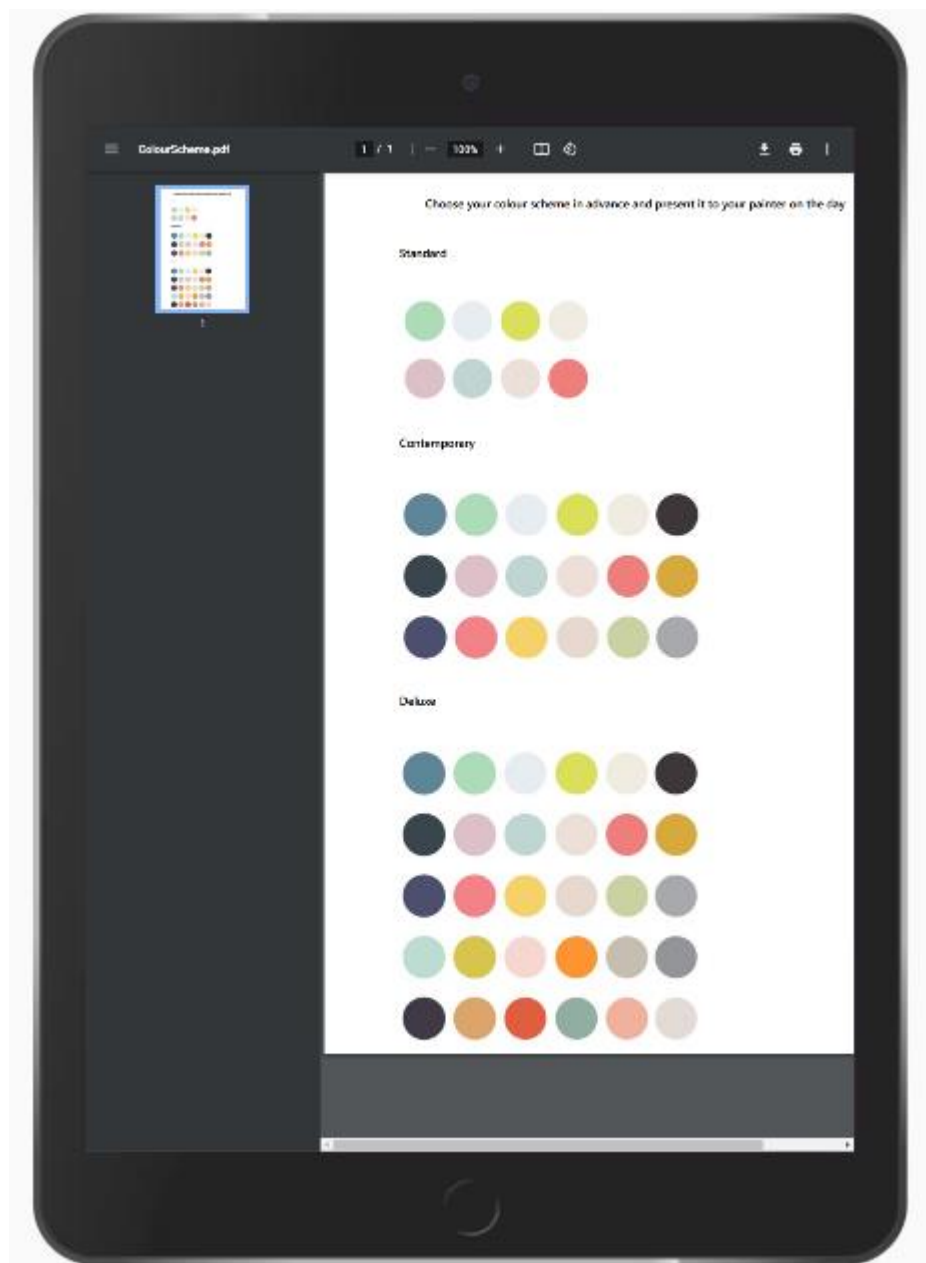 ColourScheme.pdf
1 / 1
100%
Choose your colour scheme in advance and present it to your painter on the day
Standard
Contemporary
Deluxe
1